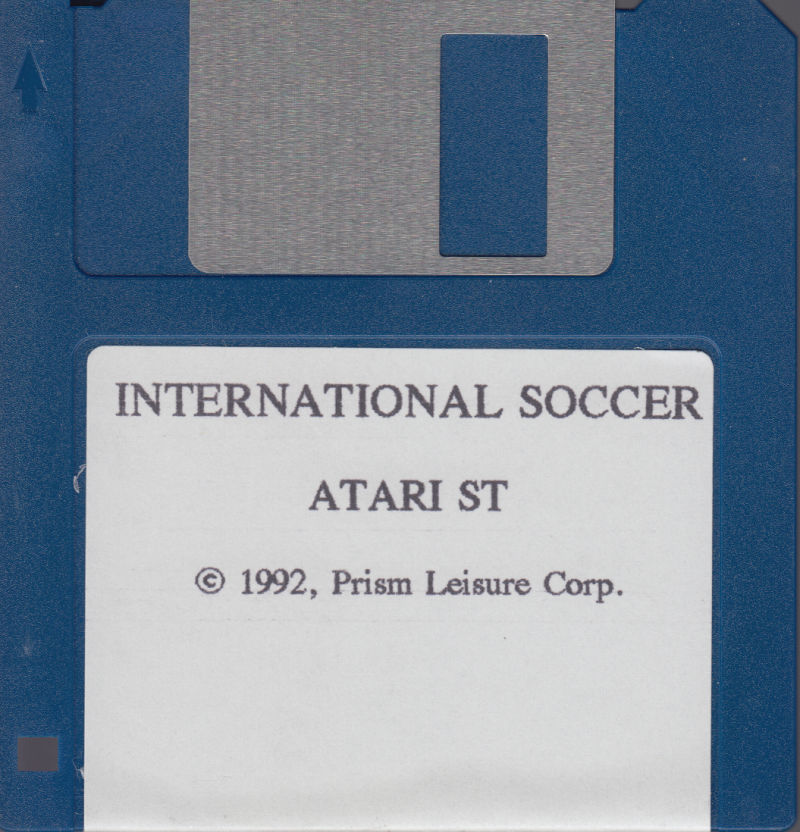 INTERNATIONAL SOCCER
ATARI ST
© 1992, Prism Leisure Corp.